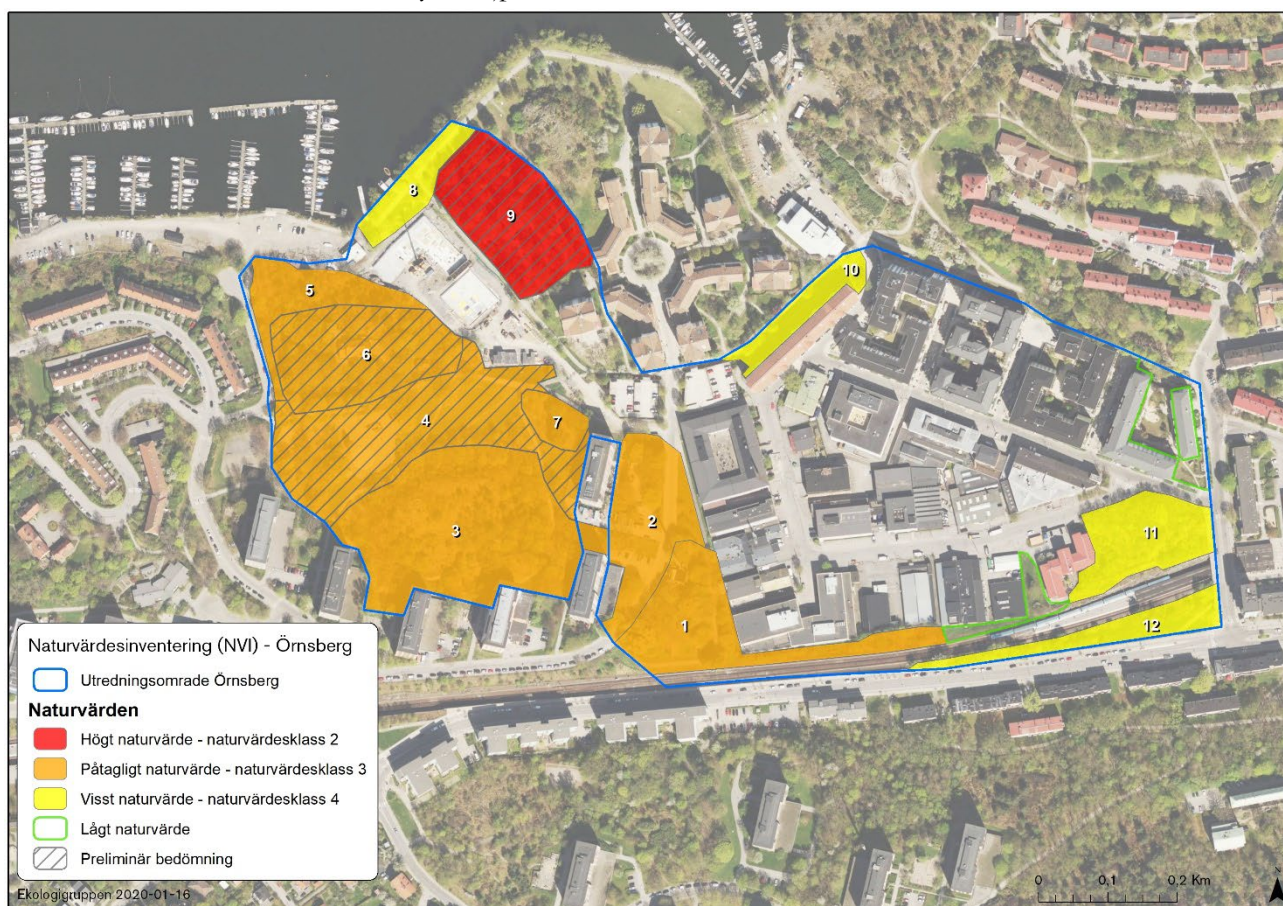 8
9
10
5
6
4
7
3
2
1
11
12
Naturvärdesinventering (NVI) - Örnsberg
Utredningsomrade Örnsberg
Naturvärden
Högt naturvärde - naturvärdesklass 2
Påtagligt naturvärde - naturvärdesklass 3
Visst naturvärde - naturvärdesklass 4
Lågt naturvärde
Preliminär bedömning
Ekologigruppen 2020-01-16
0 0,1 0,2 Km
N